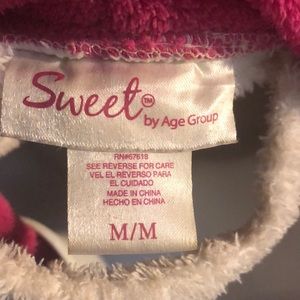 Sweet™
by Age Group
RN#67618
SEE REVERSE FOR CARE
VEL EL REVERSO PARA
EL CUIDADO
MADE IN CHINA
HECHO EN CHINA
M/M